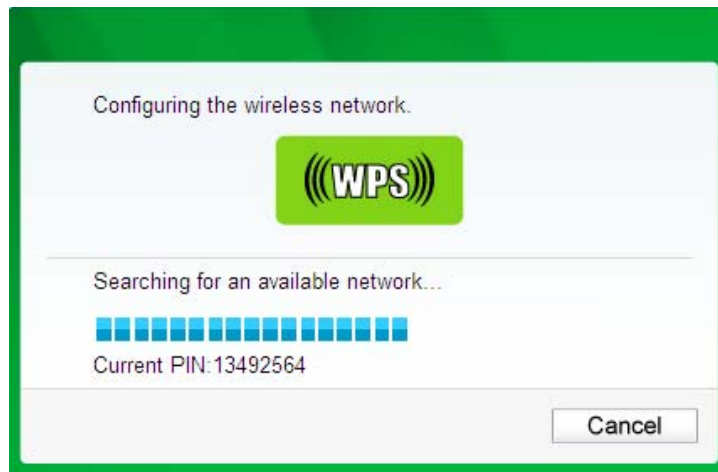 Configuring the wireless network.
WPS
Searching for an available network...
Current PIN:13492564
Cancel